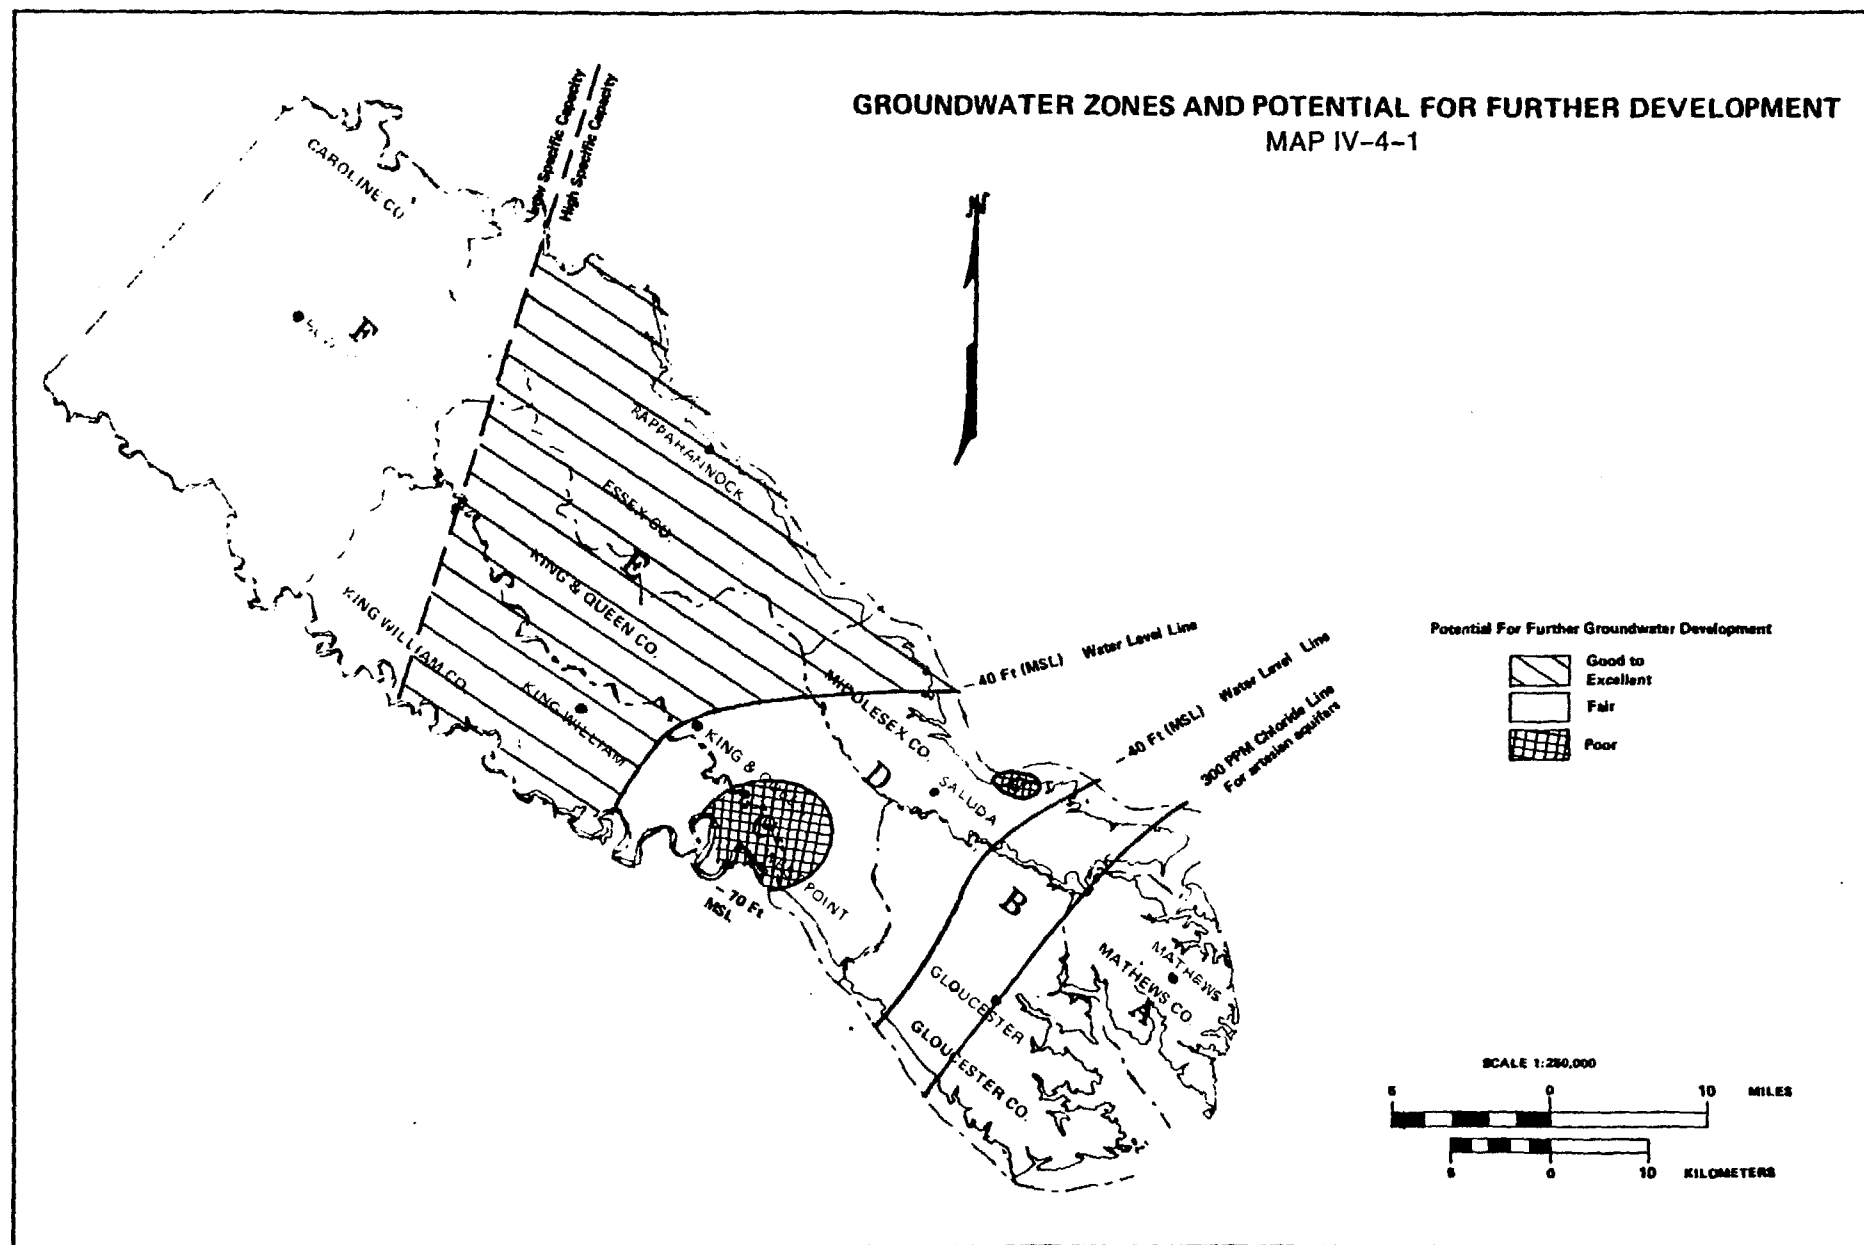 GROUNDWATER ZONES AND POTENTIAL FOR FURTHER DEVELOPMENT
MAP IV-4-1
Low Specific Capacity
High Specific Capacity
CAROLINE CO.
F
RAPPAHANNOCK
ESSEX CO.
E
KING & QUEEN CO.
KING WILLIAM CO.
KING WILLIAM
- 40 Ft (MSL) Water Level Line
- 40 Ft (MSL) Water Level Line
300 PPM Chloride Line
For artesian aquifers
MIDDLESEX CO.
KING &
D
SALUDA
POINT
- 70 Ft
MSL
B
MATHEWS
MATHEWS CO.
A
GLOUCESTER
GLOUCESTER CO.
Potential For Further Groundwater Development
Good to
Excellent
Fair
Poor
SCALE 1:250,000
5 0 10 MILES
5 0 10 KILOMETERS